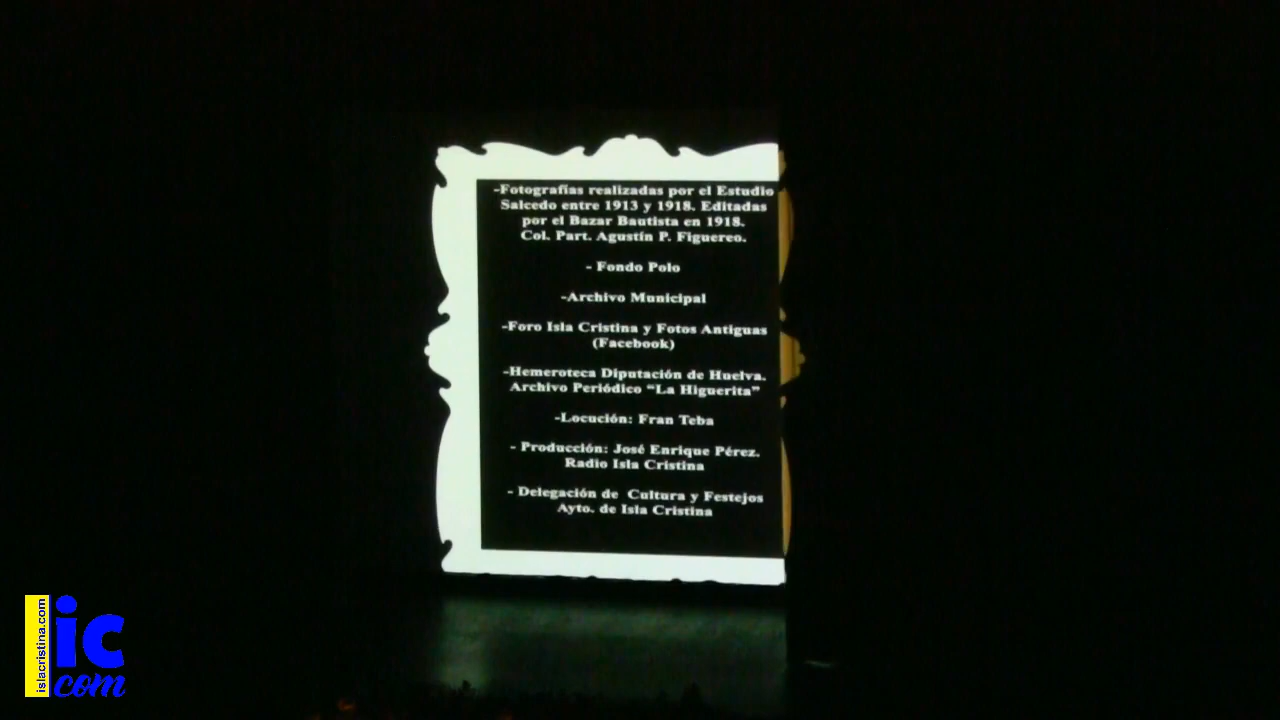 -Fotografías realizadas por el Estudio
Salcedo entre 1913 y 1918. Editadas
por el Bazar Bautista en 1918.
Col. Part. Agustín P. Figuereo.
- Fondo Polo
-Archivo Municipal
-Foro Isla Cristina y Fotos Antiguas
(Facebook)
-Hemeroteca Diputación de Huelva.
Archivo Periódico “La Higuerita”
-Locución: Fran Teba
- Producción: José Enrique Pérez.
Radio Isla Cristina
- Delegación de Cultura y Festejos
Ayto. de Isla Cristina
islacristina.com
ic
com